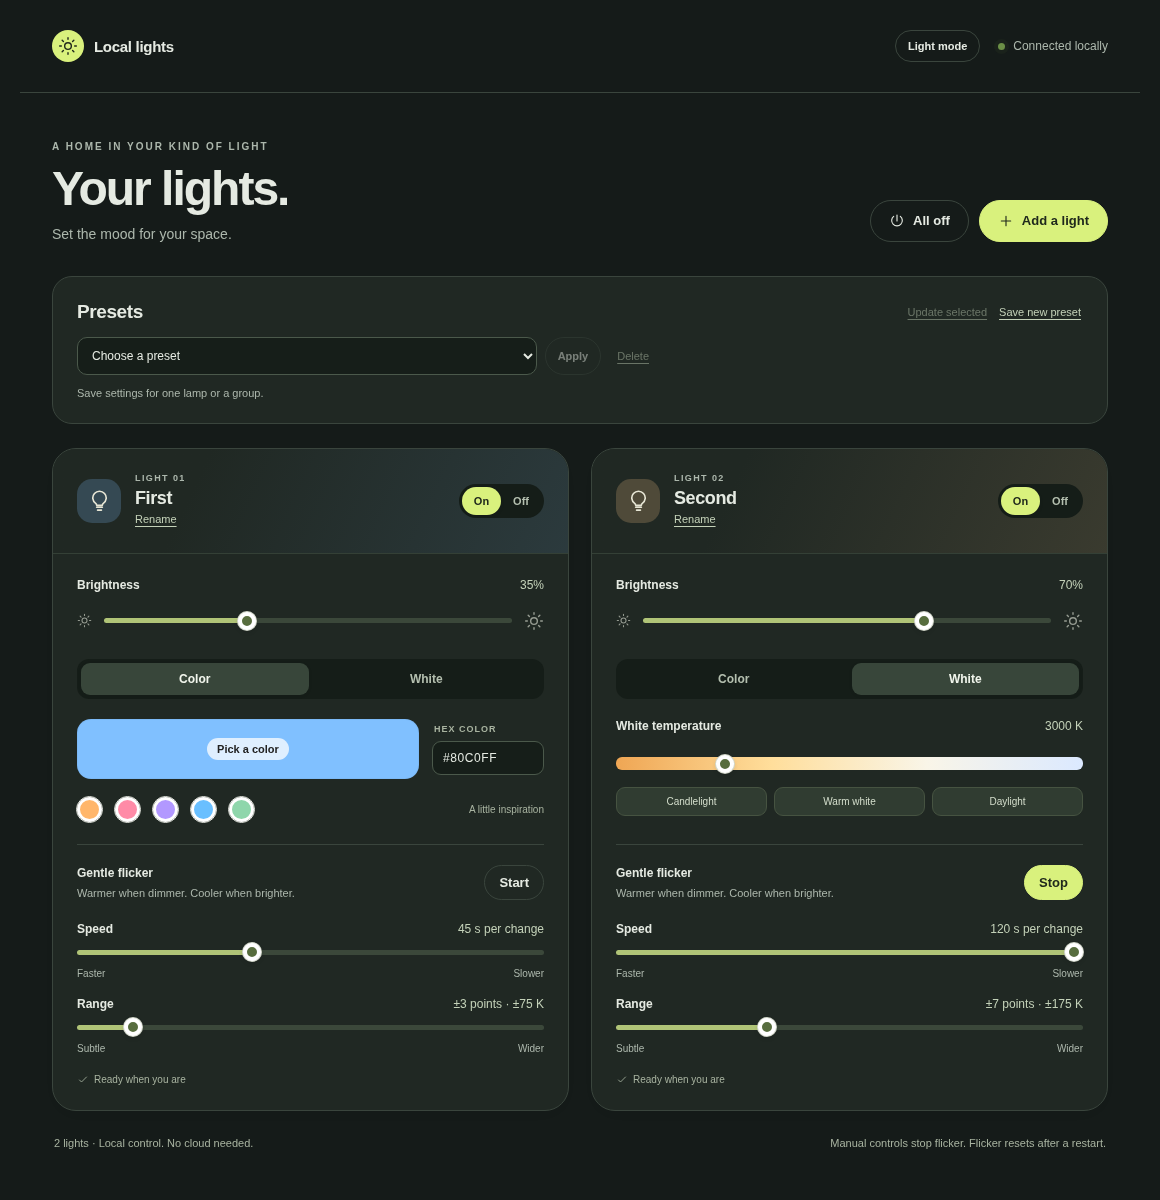 Local lights
Light mode
Connected locally
A HOME IN YOUR KIND OF LIGHT
Your lights.
Set the mood for your space.
All off
Add a light
Presets
Update selected
Save new preset
Choose a preset
Apply
Delete
Save settings for one lamp or a group.
LIGHT 01
First
Rename
On
Off
Brightness
35%
Color
White
Pick a color
HEX COLOR
#80C0FF
A little inspiration
Gentle flicker
Warmer when dimmer. Cooler when brighter.
Start
Speed
45 s per change
Faster
Slower
Range
±3 points · ±75 K
Subtle
Wider
Ready when you are
LIGHT 02
Second
Rename
On
Off
Brightness
70%
Color
White
White temperature
3000 K
Candlelight
Warm white
Daylight
Gentle flicker
Warmer when dimmer. Cooler when brighter.
Stop
Speed
120 s per change
Faster
Slower
Range
±7 points · ±175 K
Subtle
Wider
Ready when you are
2 lights · Local control. No cloud needed.
Manual controls stop flicker. Flicker resets after a restart.